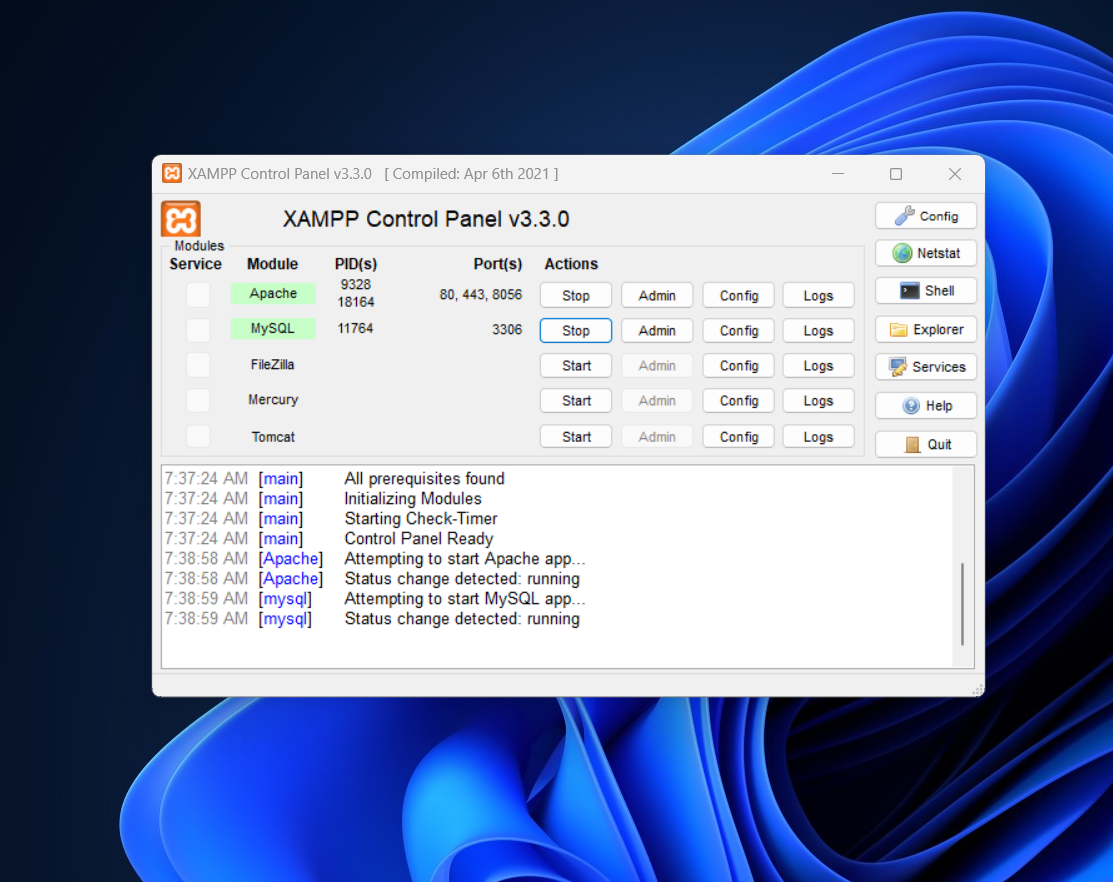 XAMPP Control Panel v3.3.0 [ Compiled: Apr 6th 2021 ]
XAMPP Control Panel v3.3.0
Config
Modules
Service Module PID(s) Port(s) Actions
Netstat
Apache 9328 18164 80, 443, 8056 Stop Admin Config Logs
Shell
MySQL 11764 3306 Stop Admin Config Logs
Explorer
FileZilla Start Admin Config Logs
Services
Mercury Start Admin Config Logs
Help
Tomcat Start Admin Config Logs
Quit
7:37:24 AM [main] All prerequisites found
7:37:24 AM [main] Initializing Modules
7:37:24 AM [main] Starting Check-Timer
7:37:24 AM [main] Control Panel Ready
7:38:58 AM [Apache] Attempting to start Apache app...
7:38:58 AM [Apache] Status change detected: running
7:38:59 AM [mysql] Attempting to start MySQL app...
7:38:59 AM [mysql] Status change detected: running